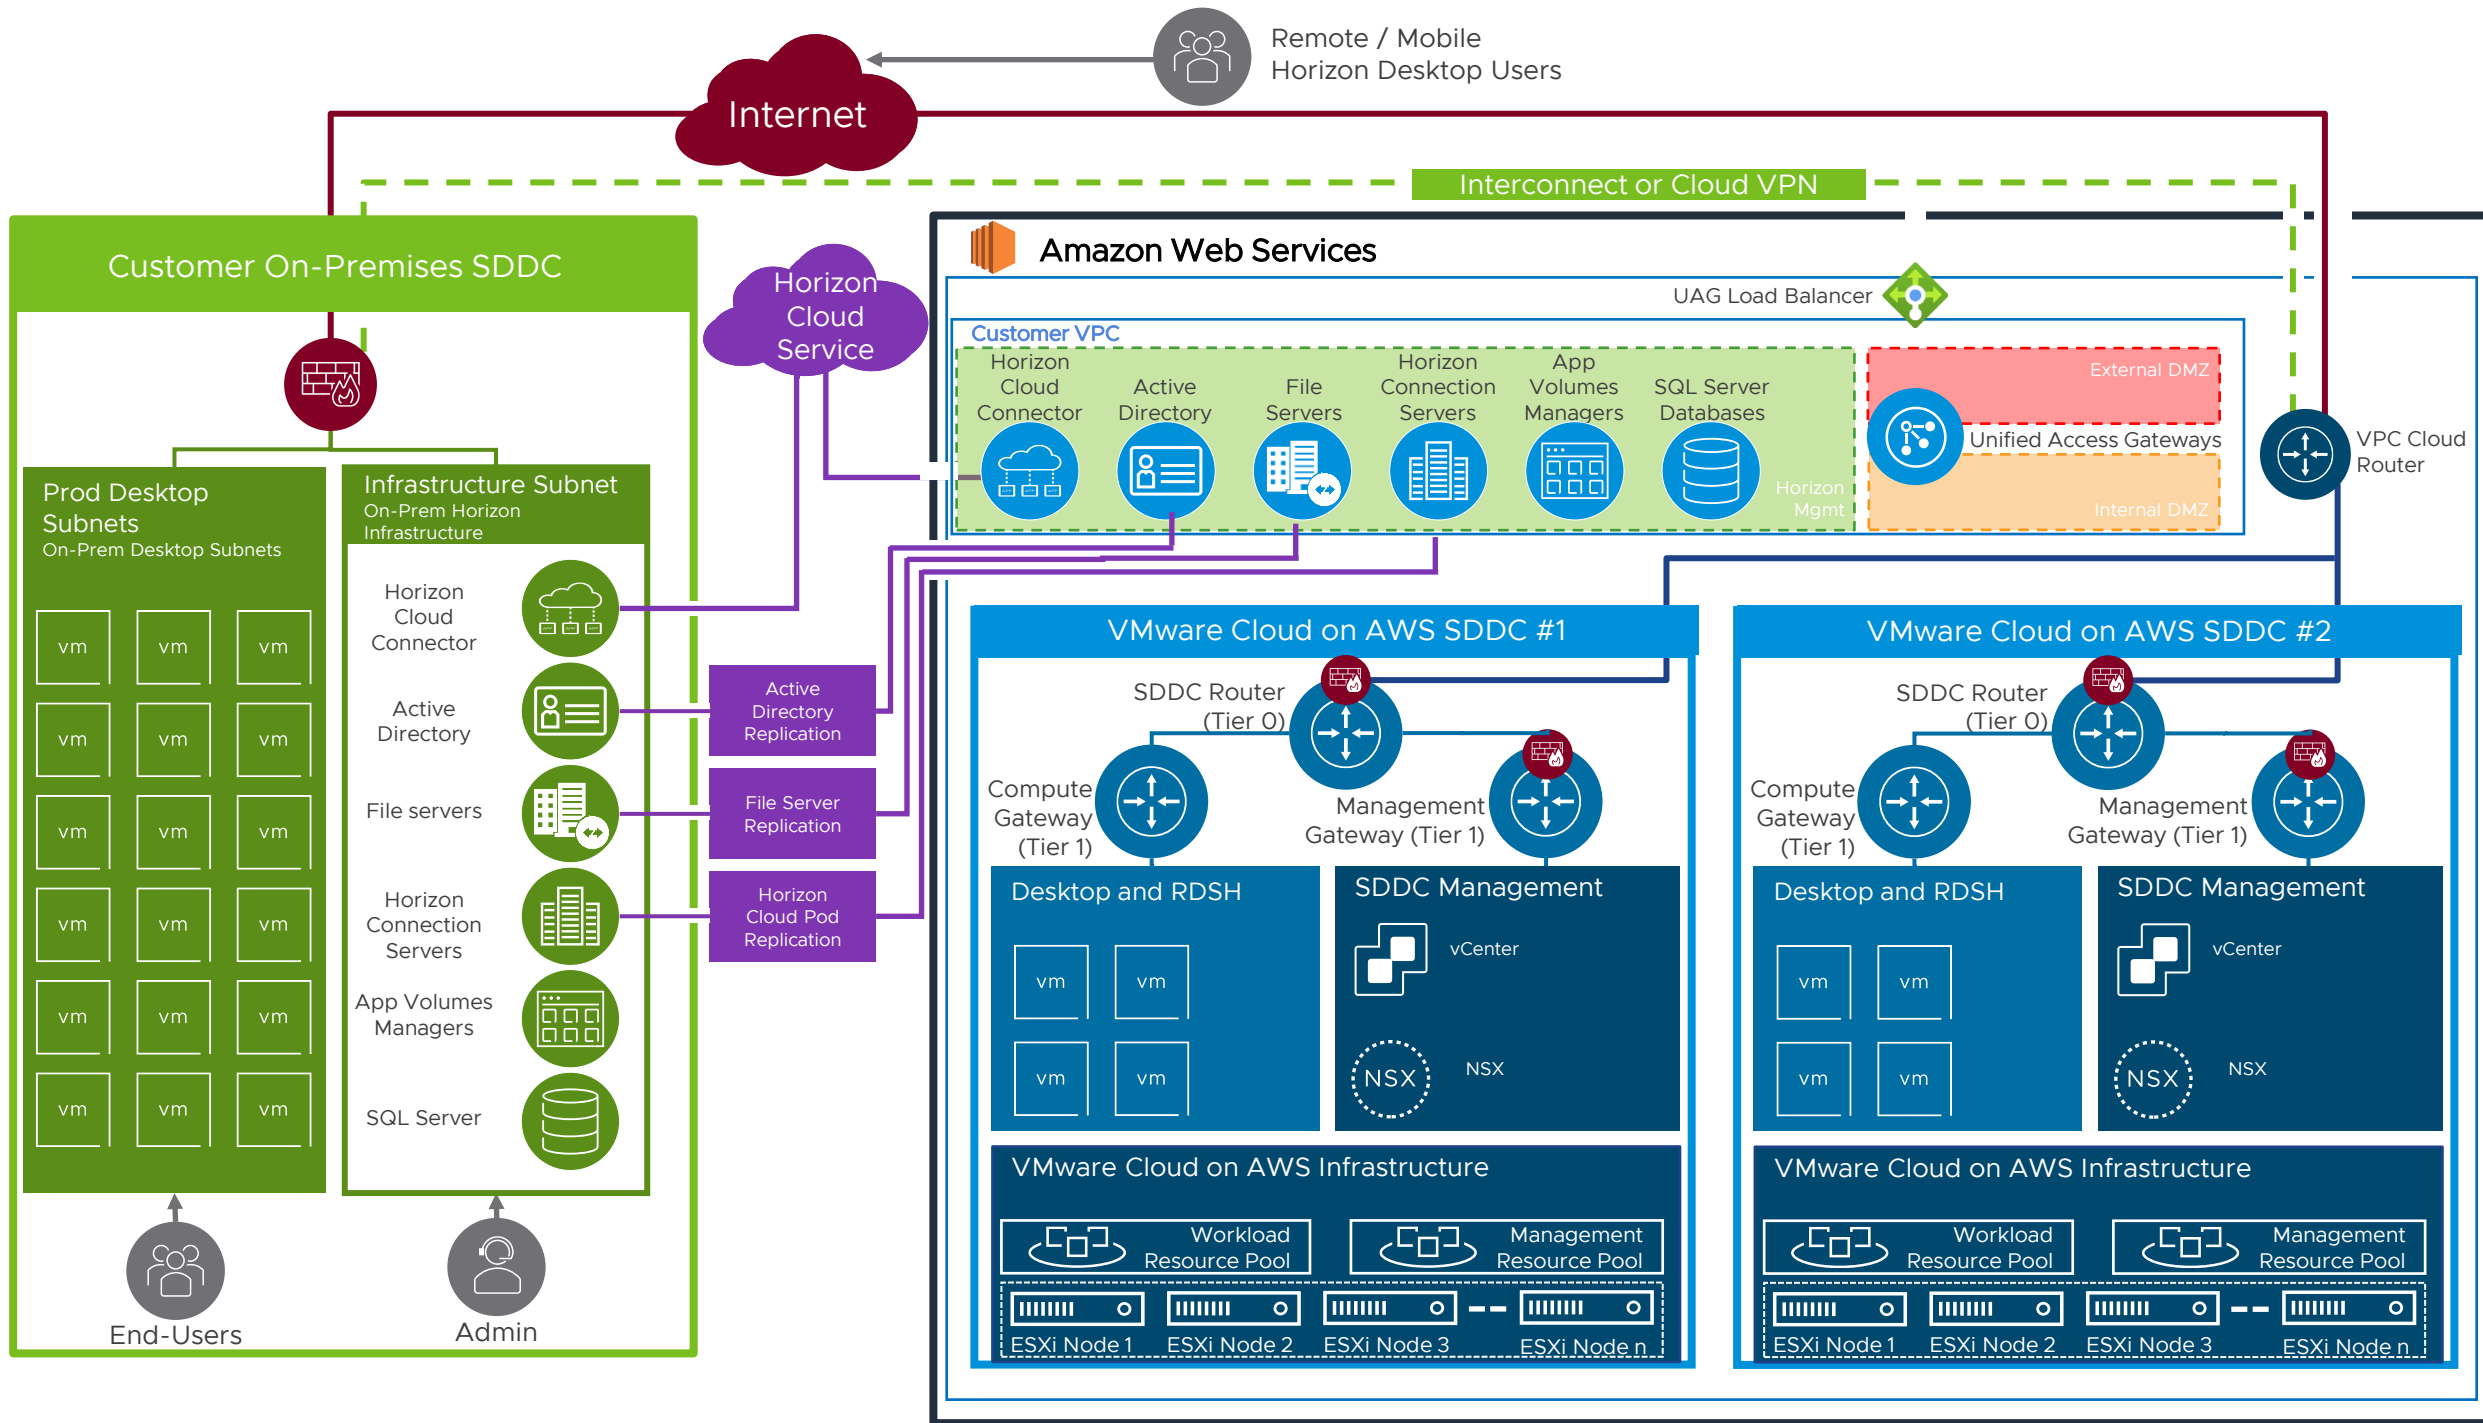 Remote / Mobile
Horizon Desktop Users
Internet
Interconnect or Cloud VPN
Customer On-Premises SDDC
Prod Desktop
Subnets
On-Prem Desktop Subnets
vm vm vm
vm vm vm
vm vm vm
vm vm vm
vm vm vm
vm vm vm
Infrastructure Subnet
On-Prem Horizon
Infrastructure
Horizon
Cloud
Connector
Active
Directory
File servers
Horizon
Connection
Servers
App Volumes
Managers
SQL Server
End-Users
Admin
Horizon
Cloud
Service
Active
Directory
Replication
File Server
Replication
Horizon
Cloud Pod
Replication
Amazon Web Services
UAG Load Balancer
Customer VPC
Horizon
Cloud
Connector
Active
Directory
File
Servers
Horizon
Connection
Servers
App
Volumes
Managers
SQL Server
Databases
Horizon
Mgmt
External DMZ
Unified Access Gateways
Internal DMZ
VPC Cloud
Router
VMware Cloud on AWS SDDC #1
SDDC Router
(Tier 0)
Compute
Gateway
(Tier 1)
Management
Gateway (Tier 1)
Desktop and RDSH
vm vm
vm vm
SDDC Management
vCenter
NSX NSX
VMware Cloud on AWS Infrastructure
Workload
Resource Pool
Management
Resource Pool
ESXi Node 1 ESXi Node 2 ESXi Node 3 ESXi Node n
VMware Cloud on AWS SDDC #2
SDDC Router
(Tier 0)
Compute
Gateway
(Tier 1)
Management
Gateway (Tier 1)
Desktop and RDSH
vm vm
vm vm
SDDC Management
vCenter
NSX NSX
VMware Cloud on AWS Infrastructure
Workload
Resource Pool
Management
Resource Pool
ESXi Node 1 ESXi Node 2 ESXi Node 3 ESXi Node n